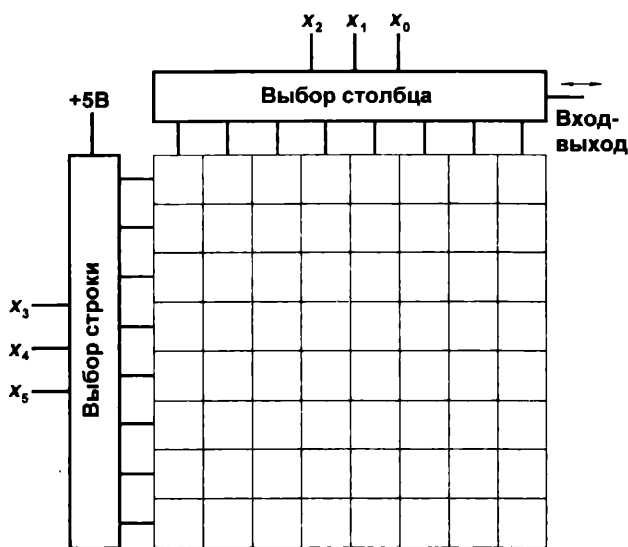 x₂ x₁ x₀
Выбор столбца
+5В
Вход-
выход
Выбор строки
x₃
x₄
x₅